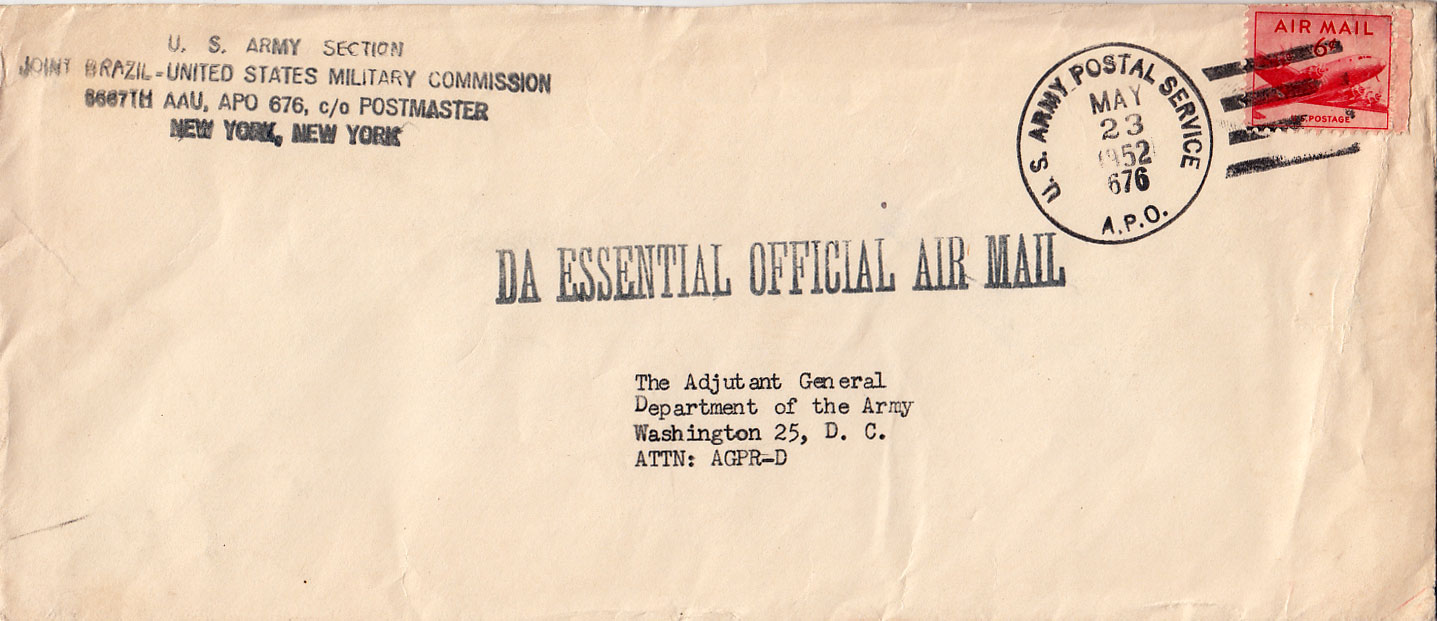 U. S. ARMY SECTION
JOINT BRAZIL-UNITED STATES MILITARY COMMISSION
8667TH AAU, APO 676, c/o POSTMASTER
NEW YORK, NEW YORK
U. S. ARMY POSTAL SERVICE
MAY
23
1952
676
A.P.O.
AIR MAIL
6¢
U.S. POSTAGE
DA ESSENTIAL OFFICIAL AIR MAIL
The Adjutant General
Department of the Army
Washington 25, D. C.
ATTN: AGPR-D